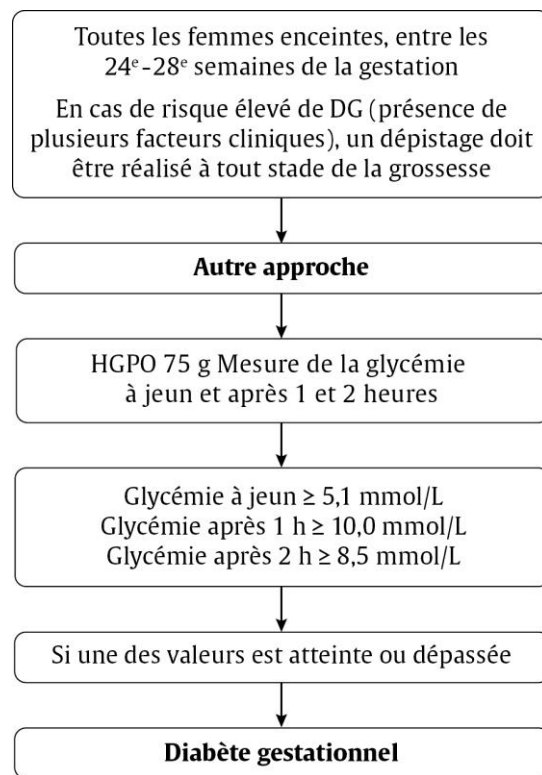 Toutes les femmes enceintes, entre les
24ᵉ-28ᵉ semaines de la gestation
En cas de risque élevé de DG (présence de
plusieurs facteurs cliniques), un dépistage doit
être réalisé à tout stade de la grossesse
Autre approche
HGPO 75 g Mesure de la glycémie
à jeun et après 1 et 2 heures
Glycémie à jeun ≥ 5,1 mmol/L
Glycémie après 1 h ≥ 10,0 mmol/L
Glycémie après 2 h ≥ 8,5 mmol/L
Si une des valeurs est atteinte ou dépassée
Diabète gestationnel